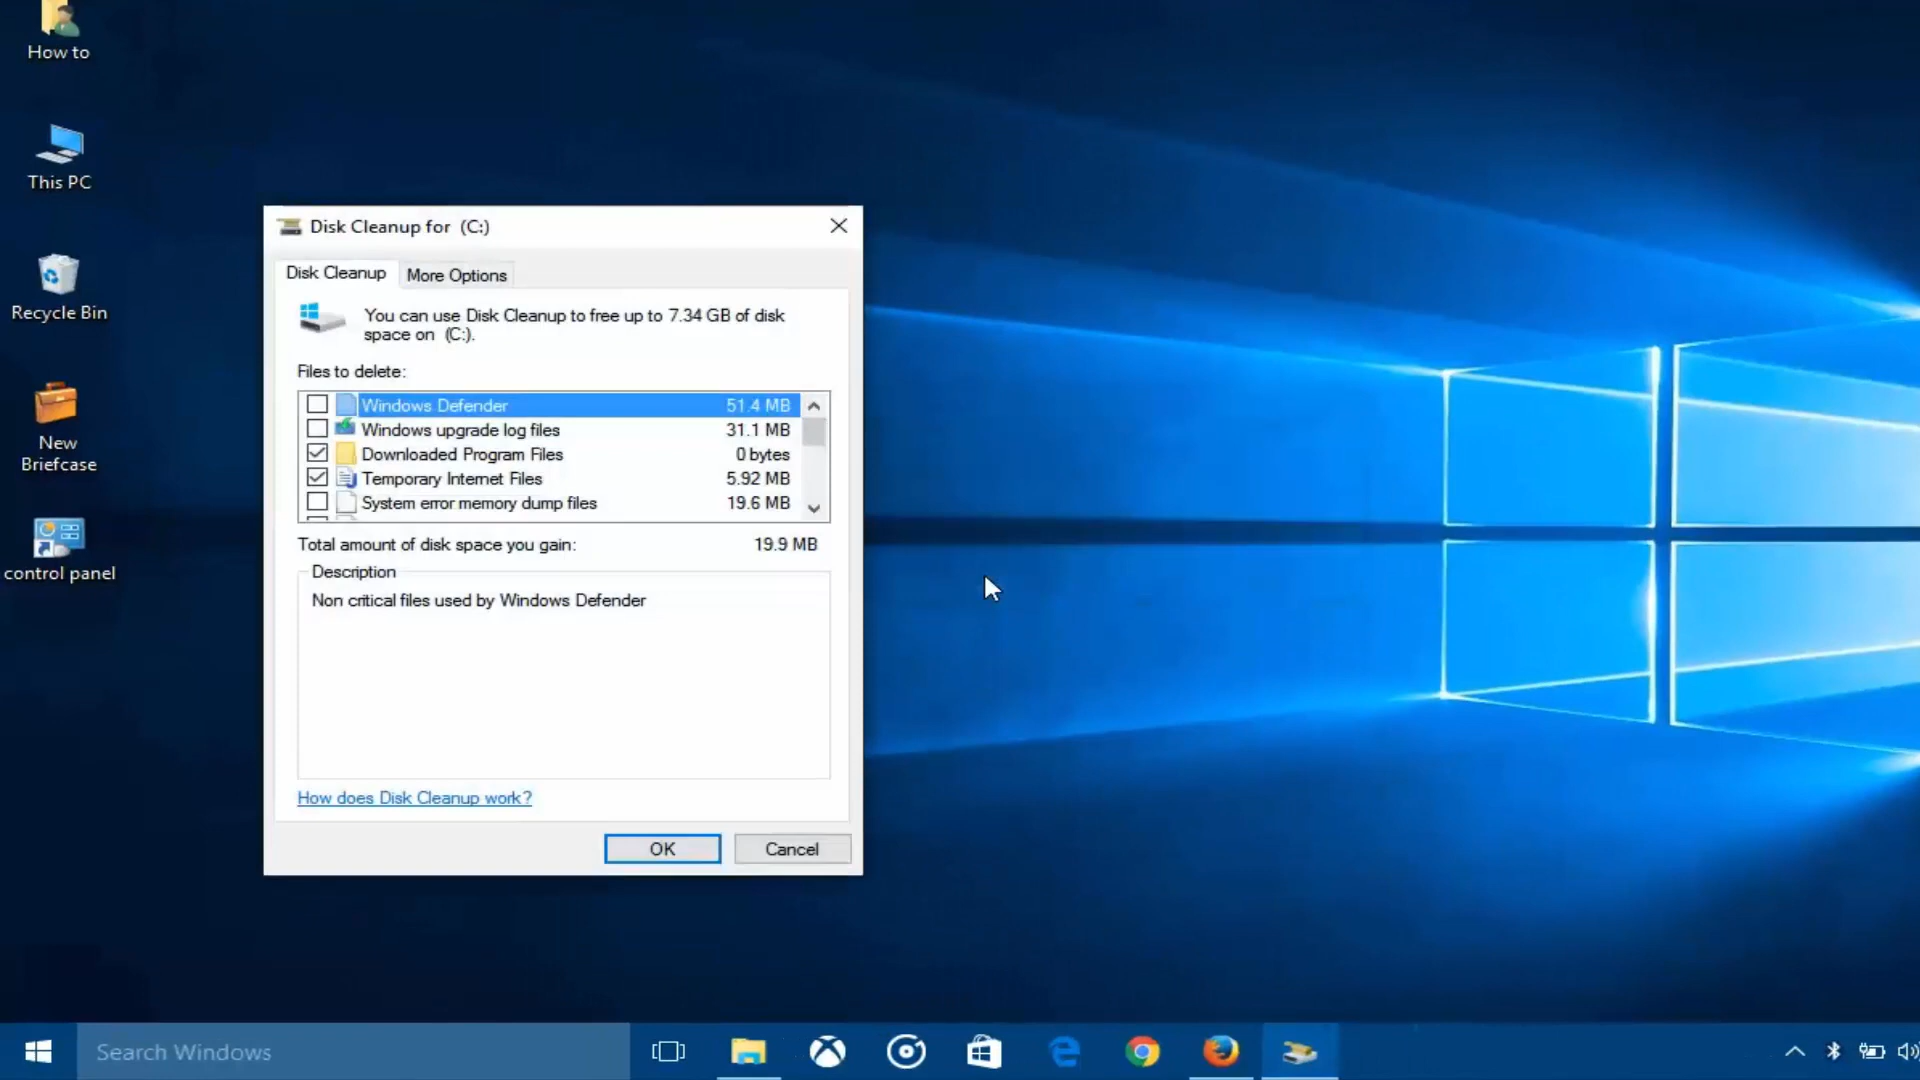 How to
This PC
Recycle Bin
New
Briefcase
control panel
Disk Cleanup for (C:)
Disk Cleanup
More Options
You can use Disk Cleanup to free up to 7.34 GB of disk
space on (C:).
Files to delete:
Windows Defender 51.4 MB
Windows upgrade log files 31.1 MB
Downloaded Program Files 0 bytes
Temporary Internet Files 5.92 MB
System error memory dump files 19.6 MB
Total amount of disk space you gain: 19.9 MB
Description
Non critical files used by Windows Defender
How does Disk Cleanup work?
OK
Cancel
Search Windows